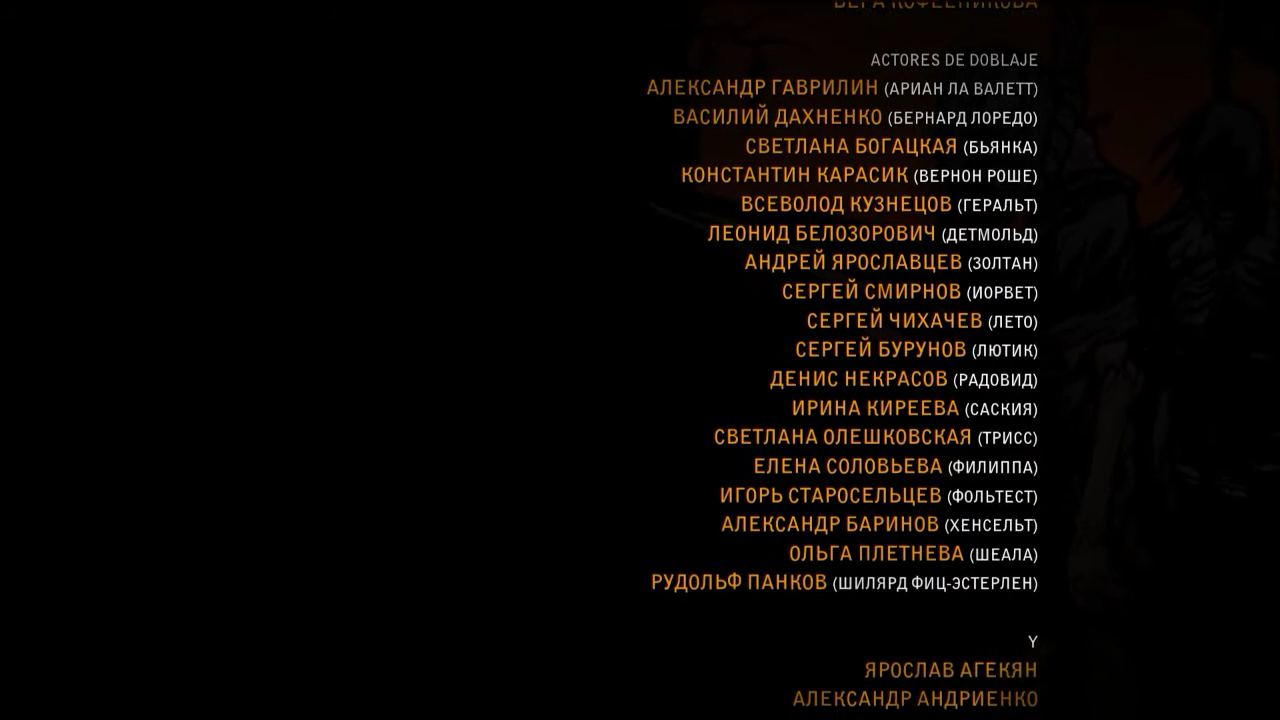 ВЕРА КОФЕЕНИКОВА
ACTORES DE DOBLAJE
АЛЕКСАНДР ГАВРИЛИН (АРИАН ЛА ВАЛЕТТ)
ВАСИЛИЙ ДАХНЕНКО (БЕРНАРД ЛОРЕДО)
СВЕТЛАНА БОГАЦКАЯ (БЬЯНКА)
КОНСТАНТИН КАРАСИК (ВЕРНОН РОШЕ)
ВСЕВОЛОД КУЗНЕЦОВ (ГЕРАЛЬТ)
ЛЕОНИД БЕЛОЗОРОВИЧ (ДЕТМОЛЬД)
АНДРЕЙ ЯРОСЛАВЦЕВ (ЗОЛТАН)
СЕРГЕЙ СМИРНОВ (ИОРВЕТ)
СЕРГЕЙ ЧИХАЧЕВ (ЛЕТО)
СЕРГЕЙ БУРУНОВ (ЛЮТИК)
ДЕНИС НЕКРАСОВ (РАДОВИД)
ИРИНА КИРЕЕВА (САСКИЯ)
СВЕТЛАНА ОЛЕШКОВСКАЯ (ТРИСС)
ЕЛЕНА СОЛОВЬЕВА (ФИЛИППА)
ИГОРЬ СТАРОСЕЛЬЦЕВ (ФОЛЬТЕСТ)
АЛЕКСАНДР БАРИНОВ (ХЕНСЕЛЬТ)
ОЛЬГА ПЛЕТНЕВА (ШЕАЛА)
РУДОЛЬФ ПАНКОВ (ШИЛЯРД ФИЦ-ЭСТЕРЛЕН)
Y
ЯРОСЛАВ АГЕКЯН
АЛЕКСАНДР АНДРИЕНКО